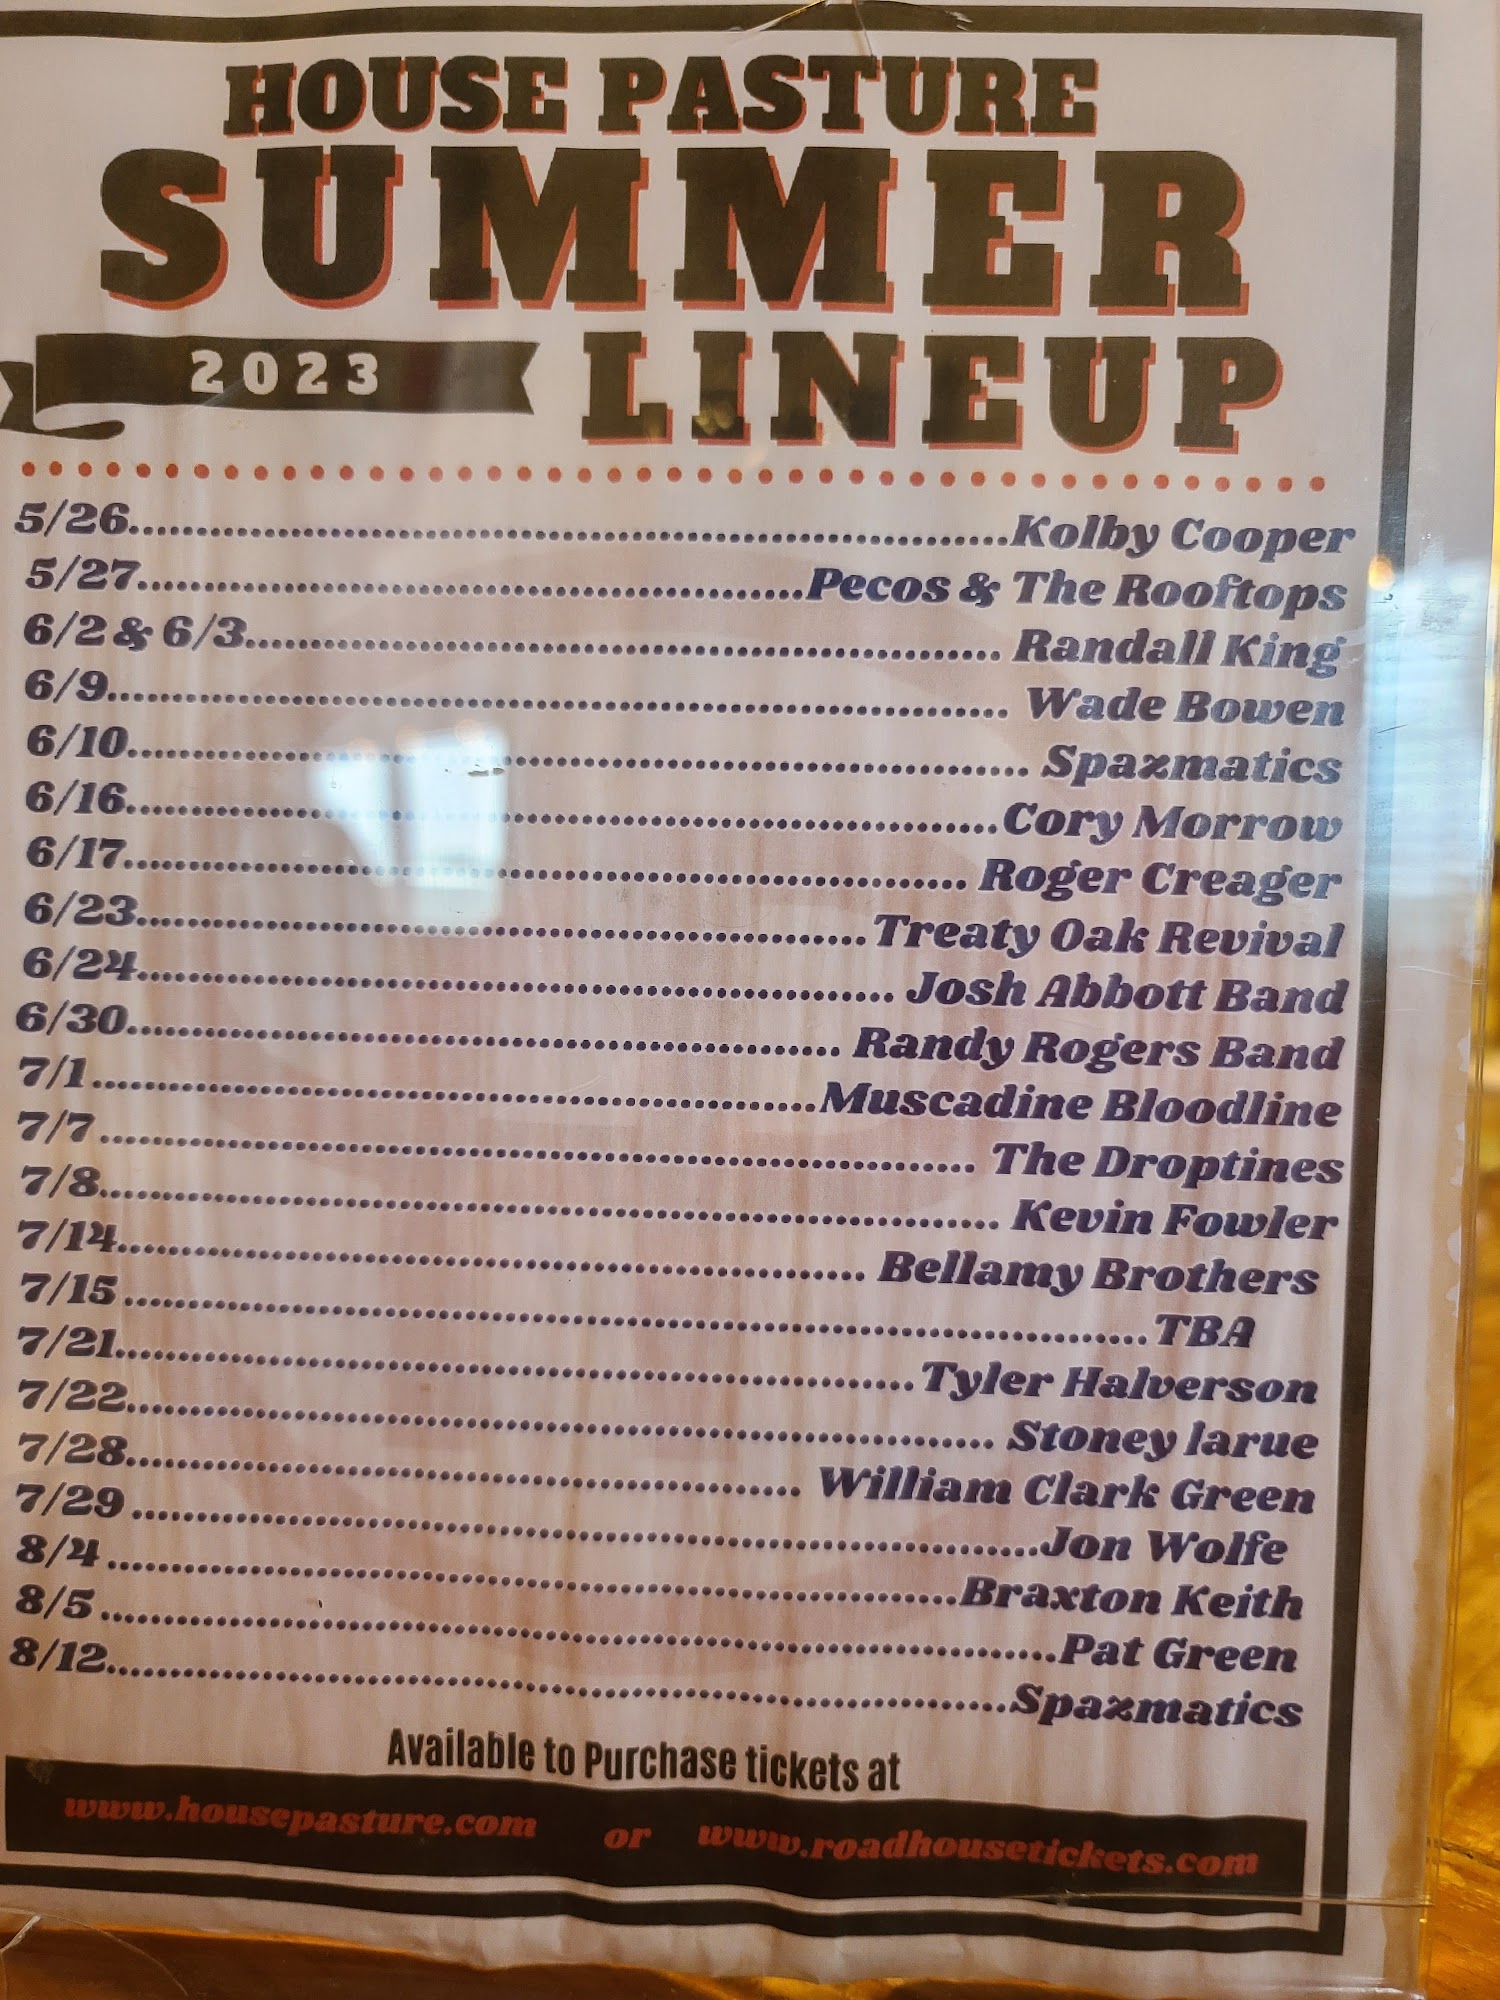 HOUSE PASTURE
SUMMER
2023 LINEUP
5/26..........Kolby Cooper
5/27..........Pecos & The Rooftops
6/2 & 6/3.......... Randall King
6/9.......... Wade Bowen
6/10.......... Spazmatics
6/16..........Cory Morrow
6/17.......... Roger Creager
6/23..........Treaty Oak Revival
6/24.......... Josh Abbott Band
6/30.......... Randy Rogers Band
7/1..........Muscadine Bloodline
7/7.......... The Droptines
7/8.......... Kevin Fowler
7/14.......... Bellamy Brothers
7/15..........TBA
7/21..........Tyler Halverson
7/22.......... Stoney larue
7/28.......... William Clark Green
7/29..........Jon Wolfe
8/4..........Braxton Keith
8/5..........Pat Green
8/12..........Spazmatics
Available to Purchase tickets at
www.housepasture.com or www.roadhousetickets.com